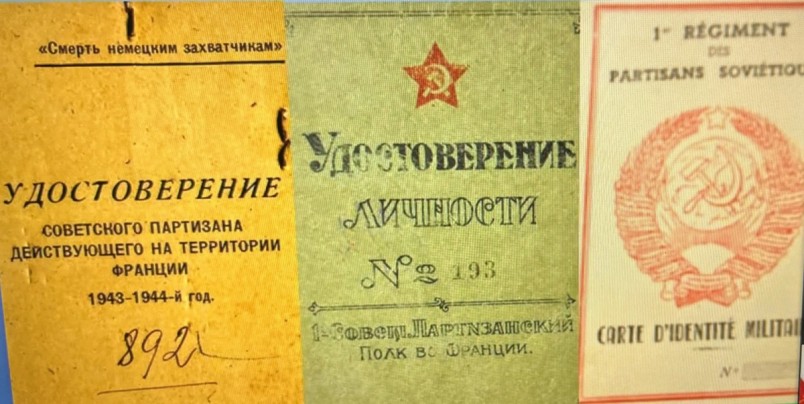 «Смерть немецким захватчикам»
УДОСТОВЕРЕНИЕ
СОВЕТСКОГО ПАРТИЗАНА
ДЕЙСТВУЮЩЕГО НА ТЕРРИТОРИИ
ФРАНЦИИ
1943-1944-й год.
892
УДОСТОВЕРЕНИЕ
ЛИЧНОСТИ
№ 193
1-Й СОВЕЦ. ПАРТИЗАНСКИЙ
ПОЛК ВО ФРАНЦИИ.
1er RÉGIMENT
DES
PARTISANS SOVIÉTIQU
CARTE D'IDENTITÉ MILITAI
N°